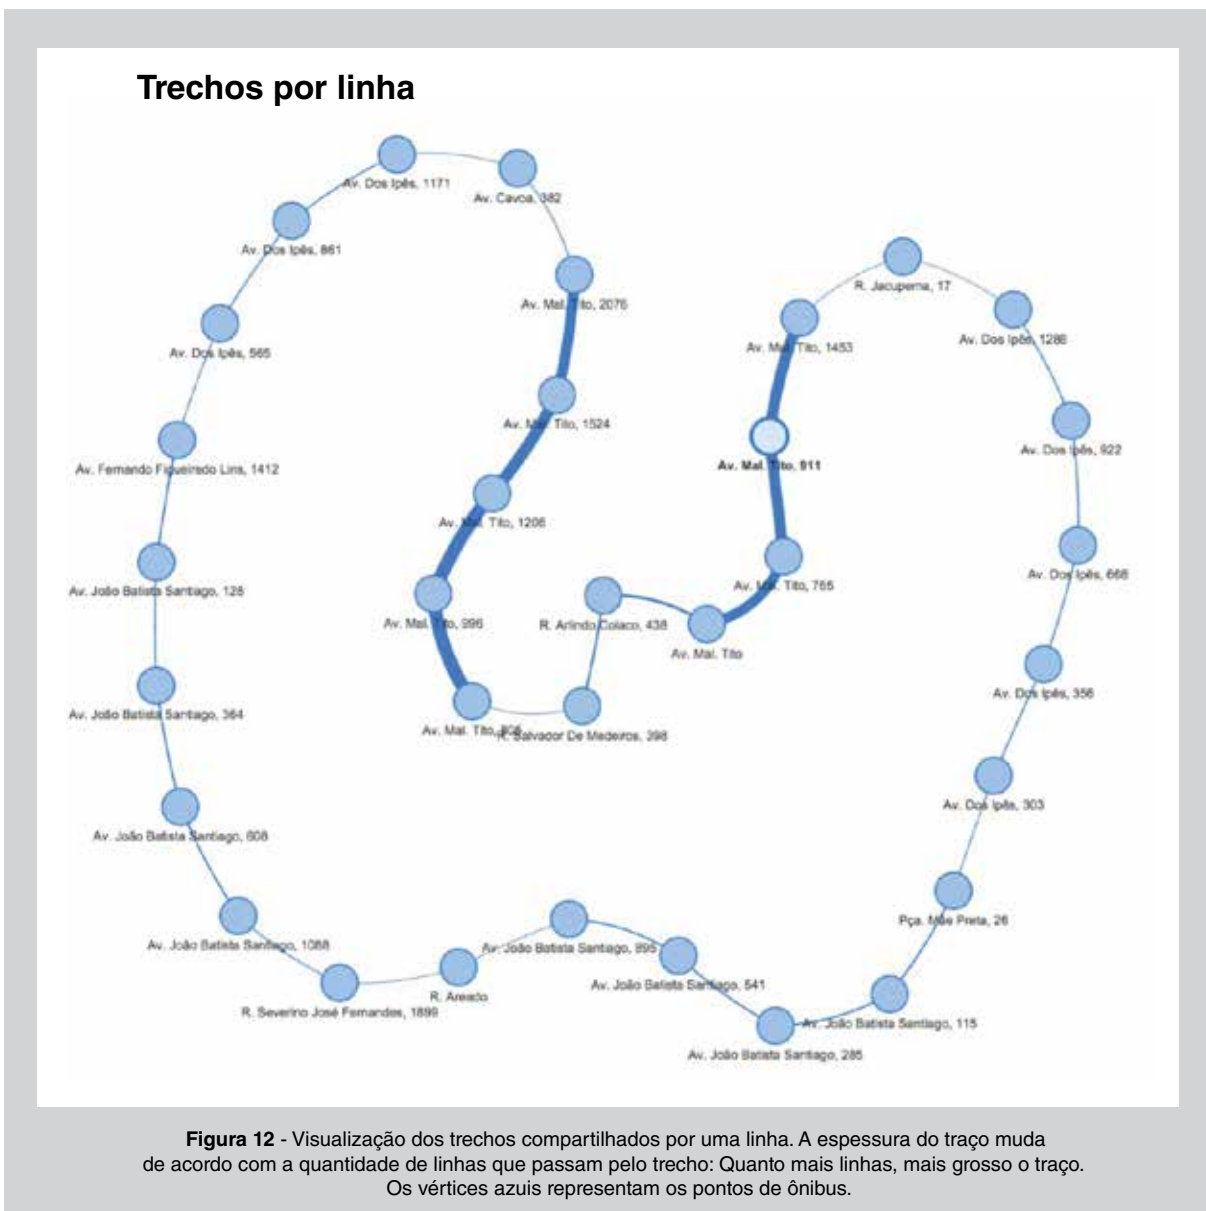 Trechos por linha
Av. Dos Ipês, 1171
Av. Cavoa, 382
Av. Dos Ipês, 861
Av. Mal. Tito, 2076
R. Jacuperna, 17
Av. Dos Ipês, 565
Av. Mal. Tito, 1453
Av. Dos Ipês, 1286
Av. Mal. Tito, 1524
Av. Fernando Figueiredo Lins, 1412
Av. Mal. Tito, 911
Av. Dos Ipês, 922
Av. Mal. Tito, 1206
Av. João Batista Santiago, 128
Av. Mal. Tito, 765
Av. Dos Ipês, 668
Av. Mal. Tito, 996
R. Arlindo Colaco, 438
Av. Mal. Tito
Av. Dos Ipês, 356
Av. João Batista Santiago, 364
Av. Mal. Tito,
R. Salvador De Medeiros, 398
Av. João Batista Santiago, 608
Av. Dos Ipês, 303
Av. João Batista Santiago, 1088
Av. João Batista Santiago, 895
Pça. Mãe Preta, 26
R. Severino José Fernandes, 1899
R. Areado
Av. João Batista Santiago, 541
Av. João Batista Santiago, 115
Av. João Batista Santiago, 285
Figura 12 - Visualização dos trechos compartilhados por uma linha. A espessura do traço muda
de acordo com a quantidade de linhas que passam pelo trecho: Quanto mais linhas, mais grosso o traço.
Os vértices azuis representam os pontos de ônibus.